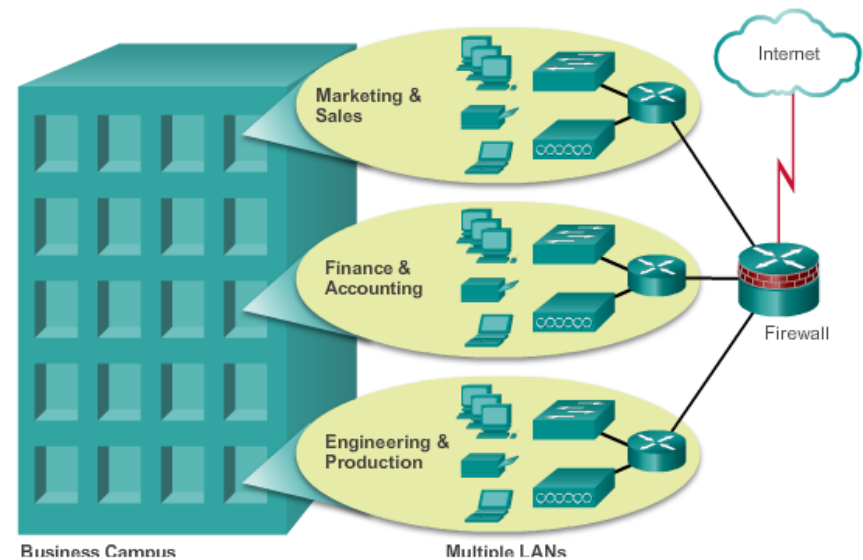 Internet
Marketing &
Sales
Finance &
Accounting
Firewall
Engineering &
Production
Business Campus
Multiple LANs